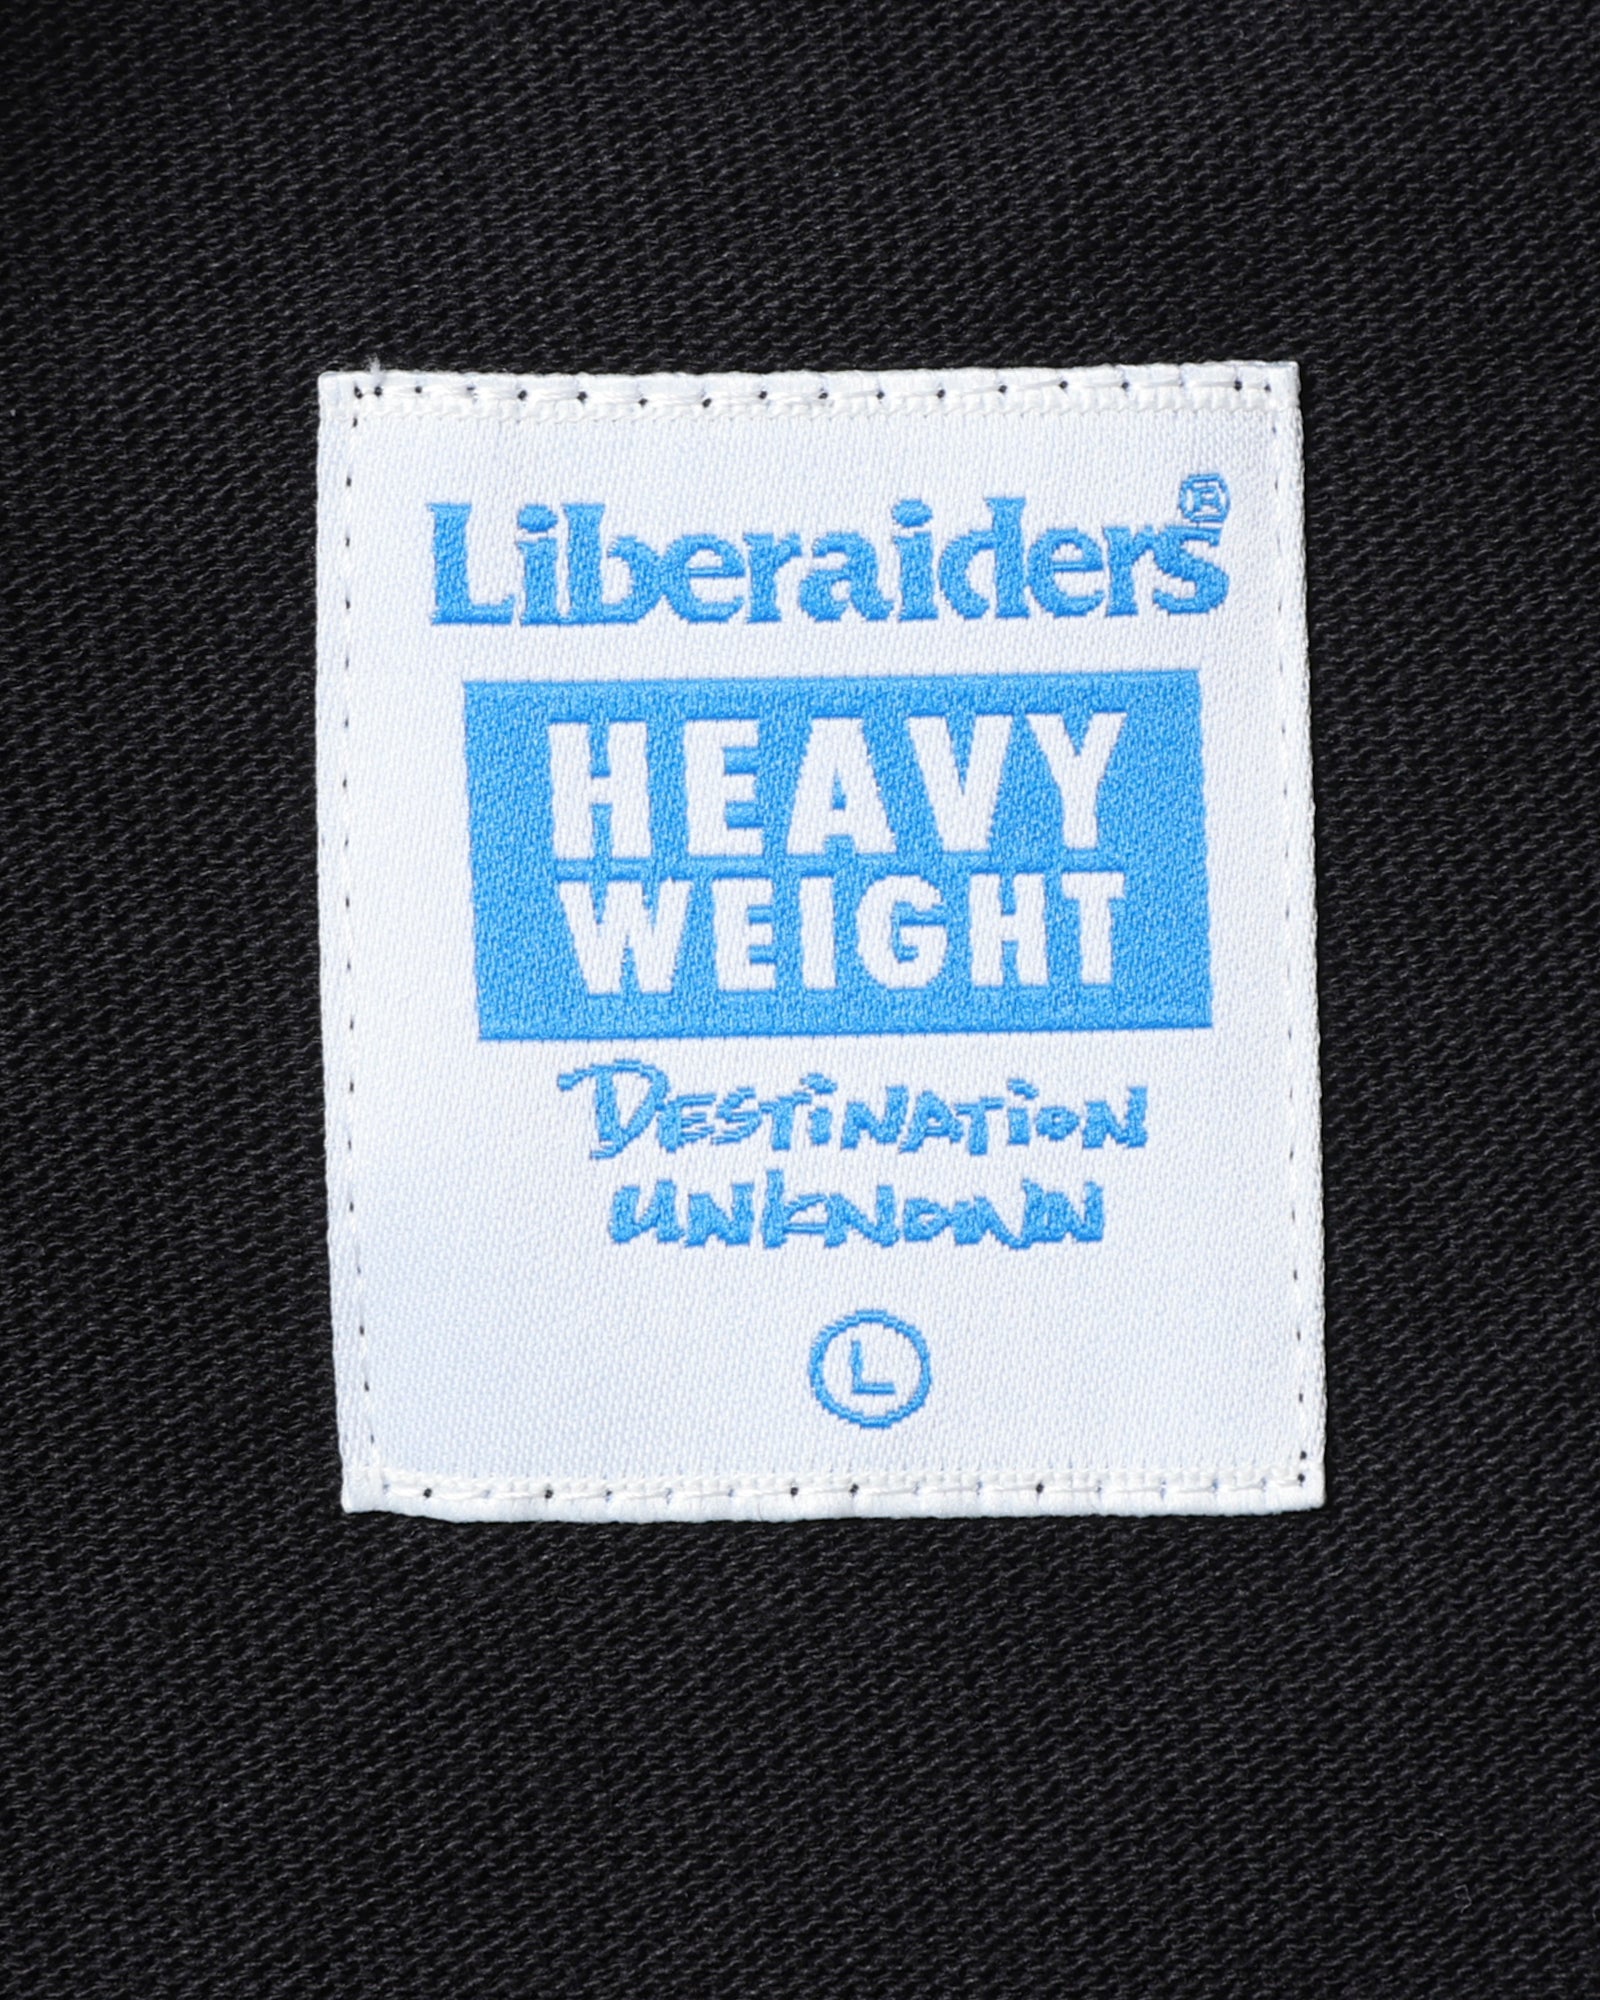 Liberaiders®
HEAVY
WEIGHT
DESTiNATiON
UNKNOWN
L